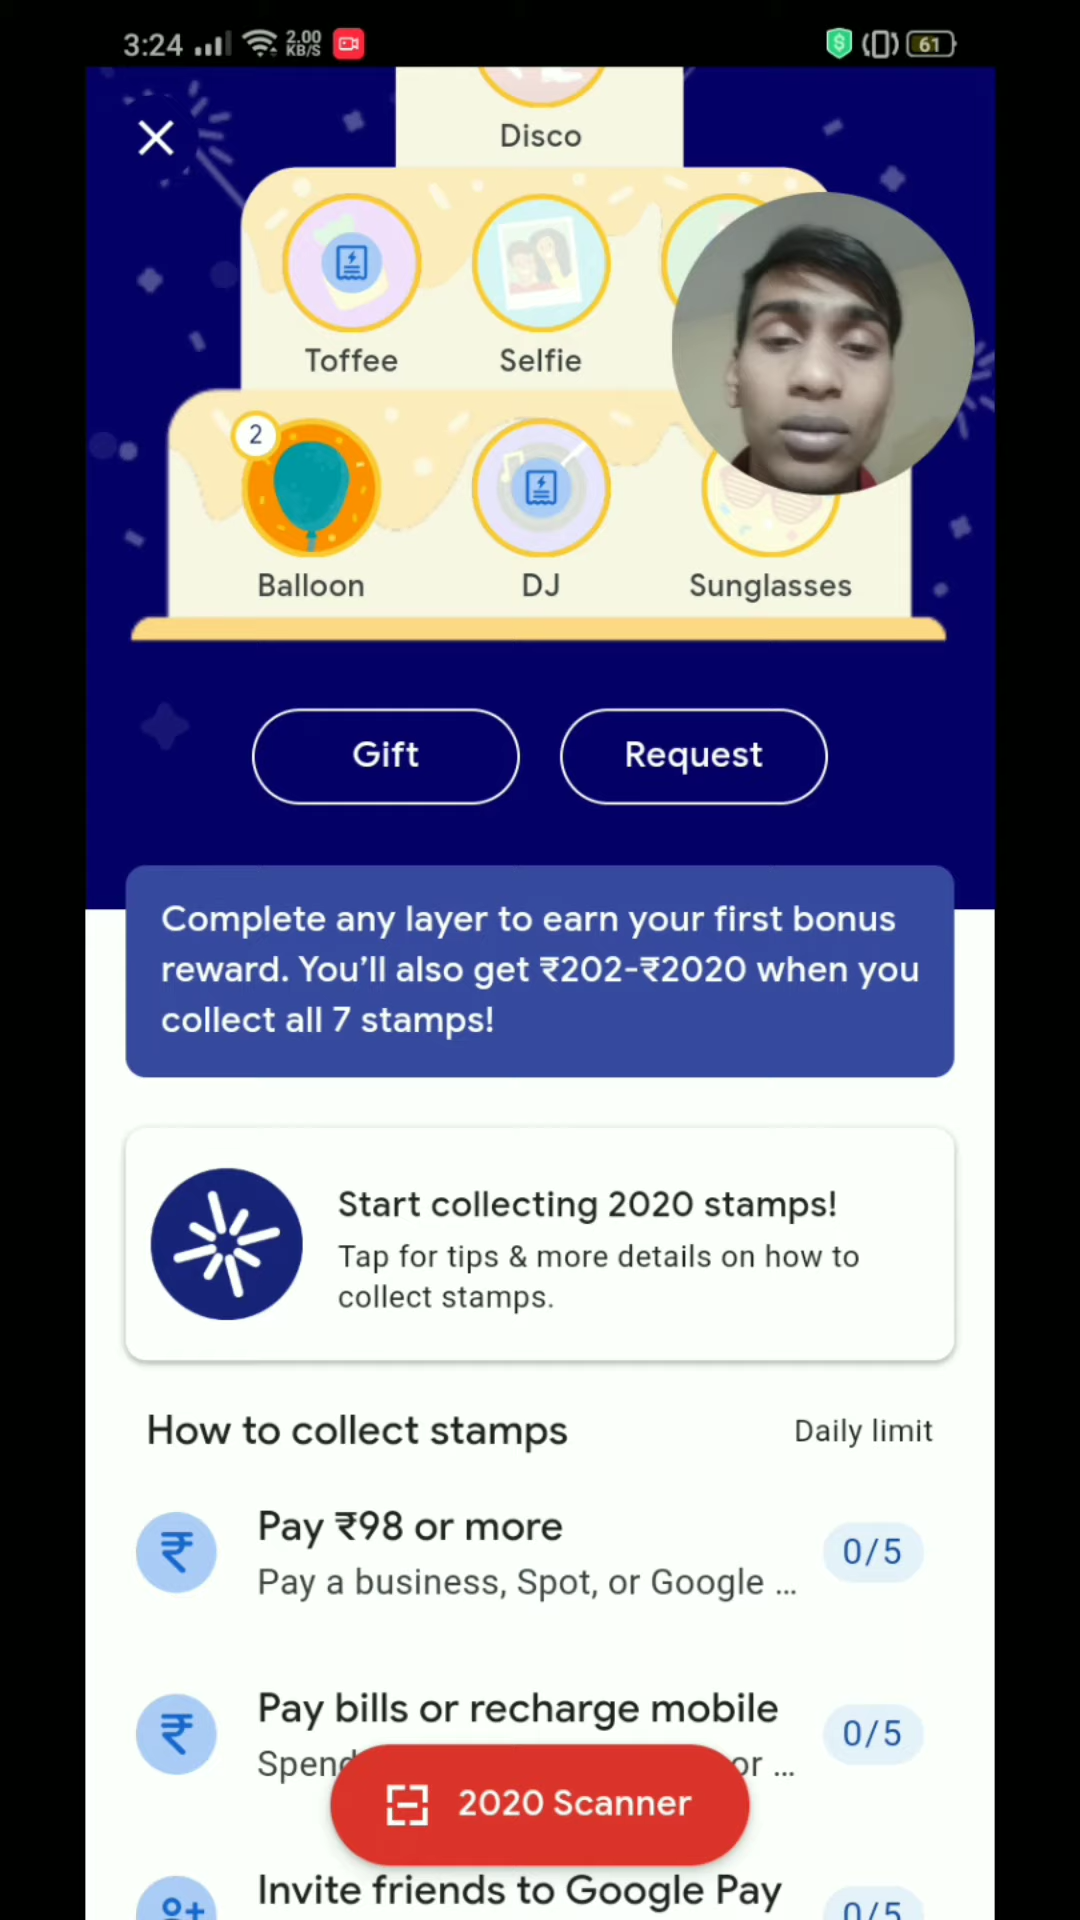 3:24 2.00 KB/S 61
Disco
Toffee Selfie
2
Balloon DJ Sunglasses
Gift Request
Complete any layer to earn your first bonus
reward. You'll also get ₹202-₹2020 when you
collect all 7 stamps!
Start collecting 2020 stamps!
Tap for tips & more details on how to
collect stamps.
How to collect stamps Daily limit
Pay ₹98 or more 0/5
Pay a business, Spot, or Google ...
Pay bills or recharge mobile 0/5
Spend or ...
2020 Scanner
Invite friends to Google Pay 0/5